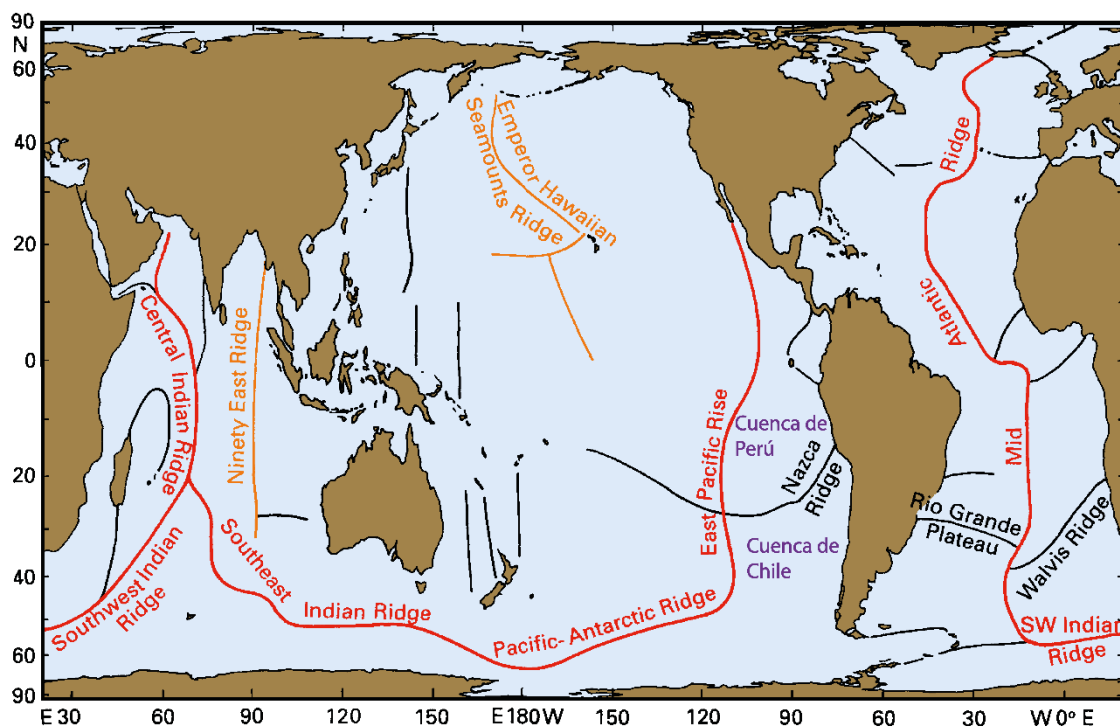 90
N
60
40
20
0
20
40
60
90
E 30
60
90
120
150
E 180 W
150
120
90
60
30
W 0° E
Emperor Hawaiian
Seamounts Ridge
Ridge
Atlantic
Mid
Central Indian Ridge
Ninety East Ridge
Southwest Indian
Ridge
Southeast
Indian Ridge
Pacific-Antarctic Ridge
East Pacific Rise
Cuenca de
Perú
Nazca
Ridge
Cuenca de
Chile
Rio Grande
Plateau
Walvis Ridge
SW Indian
Ridge